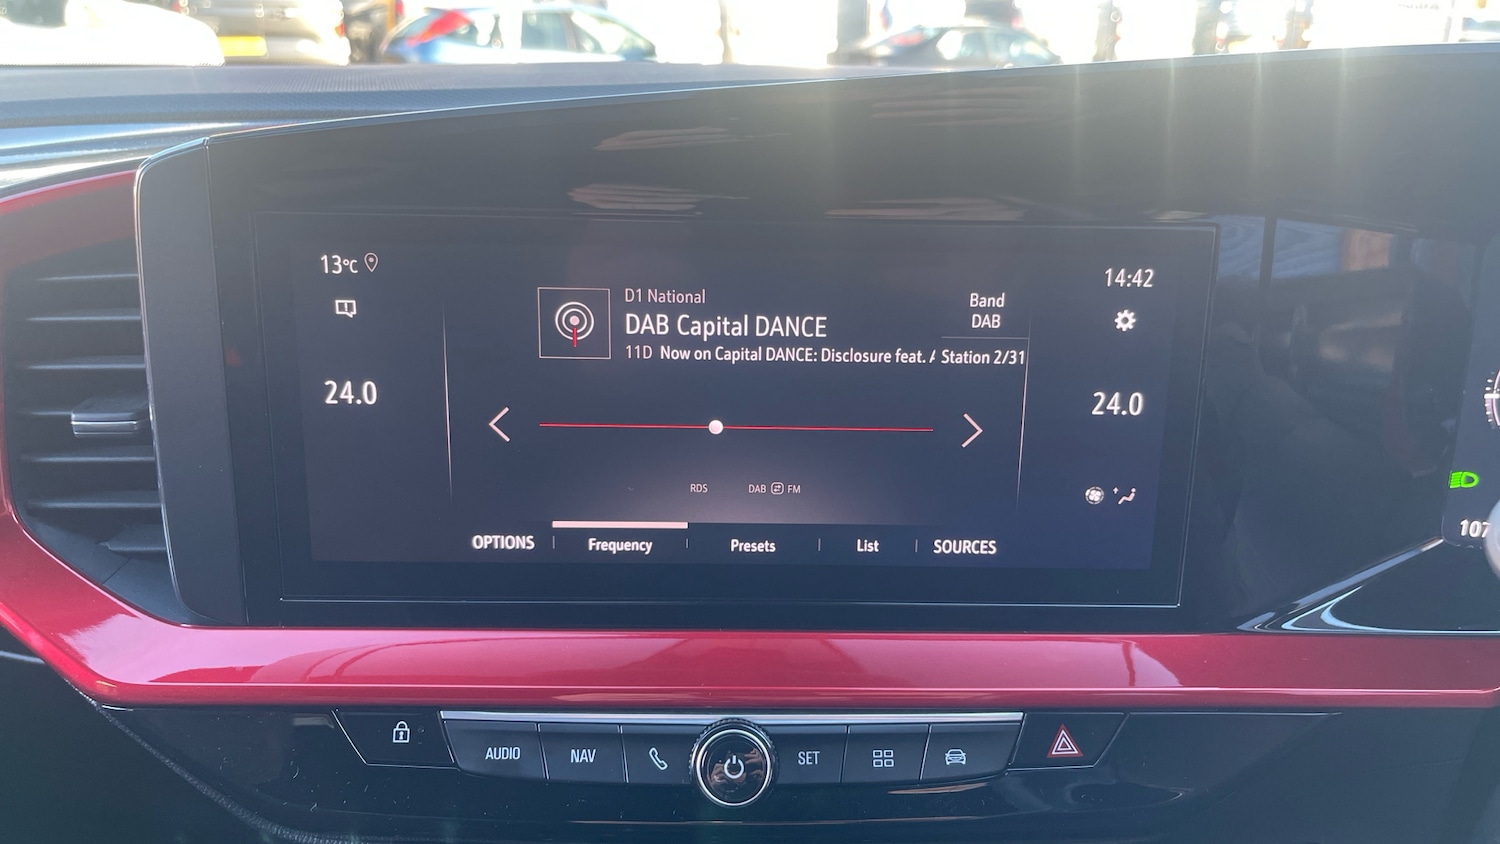 13°C
14:42
D1 National
DAB Capital DANCE
11D Now on Capital DANCE: Disclosure feat.
Band
DAB
Station 2/31
24.0
24.0
RDS
DAB FM
OPTIONS
Frequency
Presets
List
SOURCES
107
AUDIO
NAV
SET